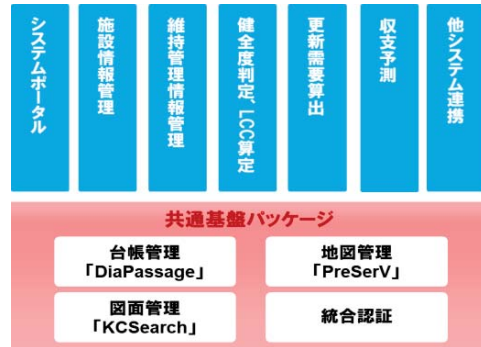 システムポータル
施設情報管理
維持管理情報管理
健全度判定、LCC算定
更新需要算出
収支予測
他システム連携
共通基盤パッケージ
台帳管理
「DiaPassage」
地図管理
「PreSerV」
図面管理
「KCSearch」
統合認証